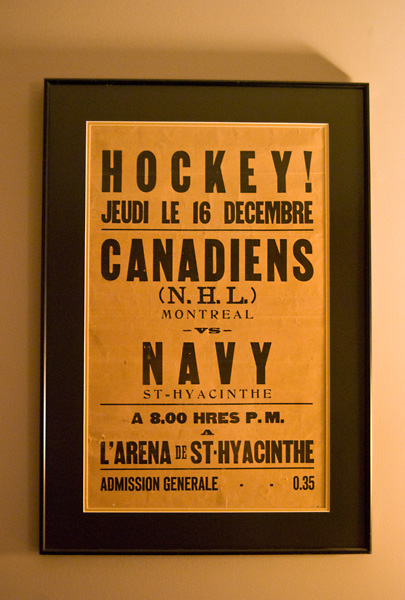 HOCKEY!
JEUDI LE 16 DECEMBRE
CANADIENS
(N.H.L.)
MONTREAL
-VS-
NAVY
ST-HYACINTHE
A 8.00 HRES P.M.
A
L'ARENA DE ST-HYACINTHE
ADMISSION GENERALE - - 0.35